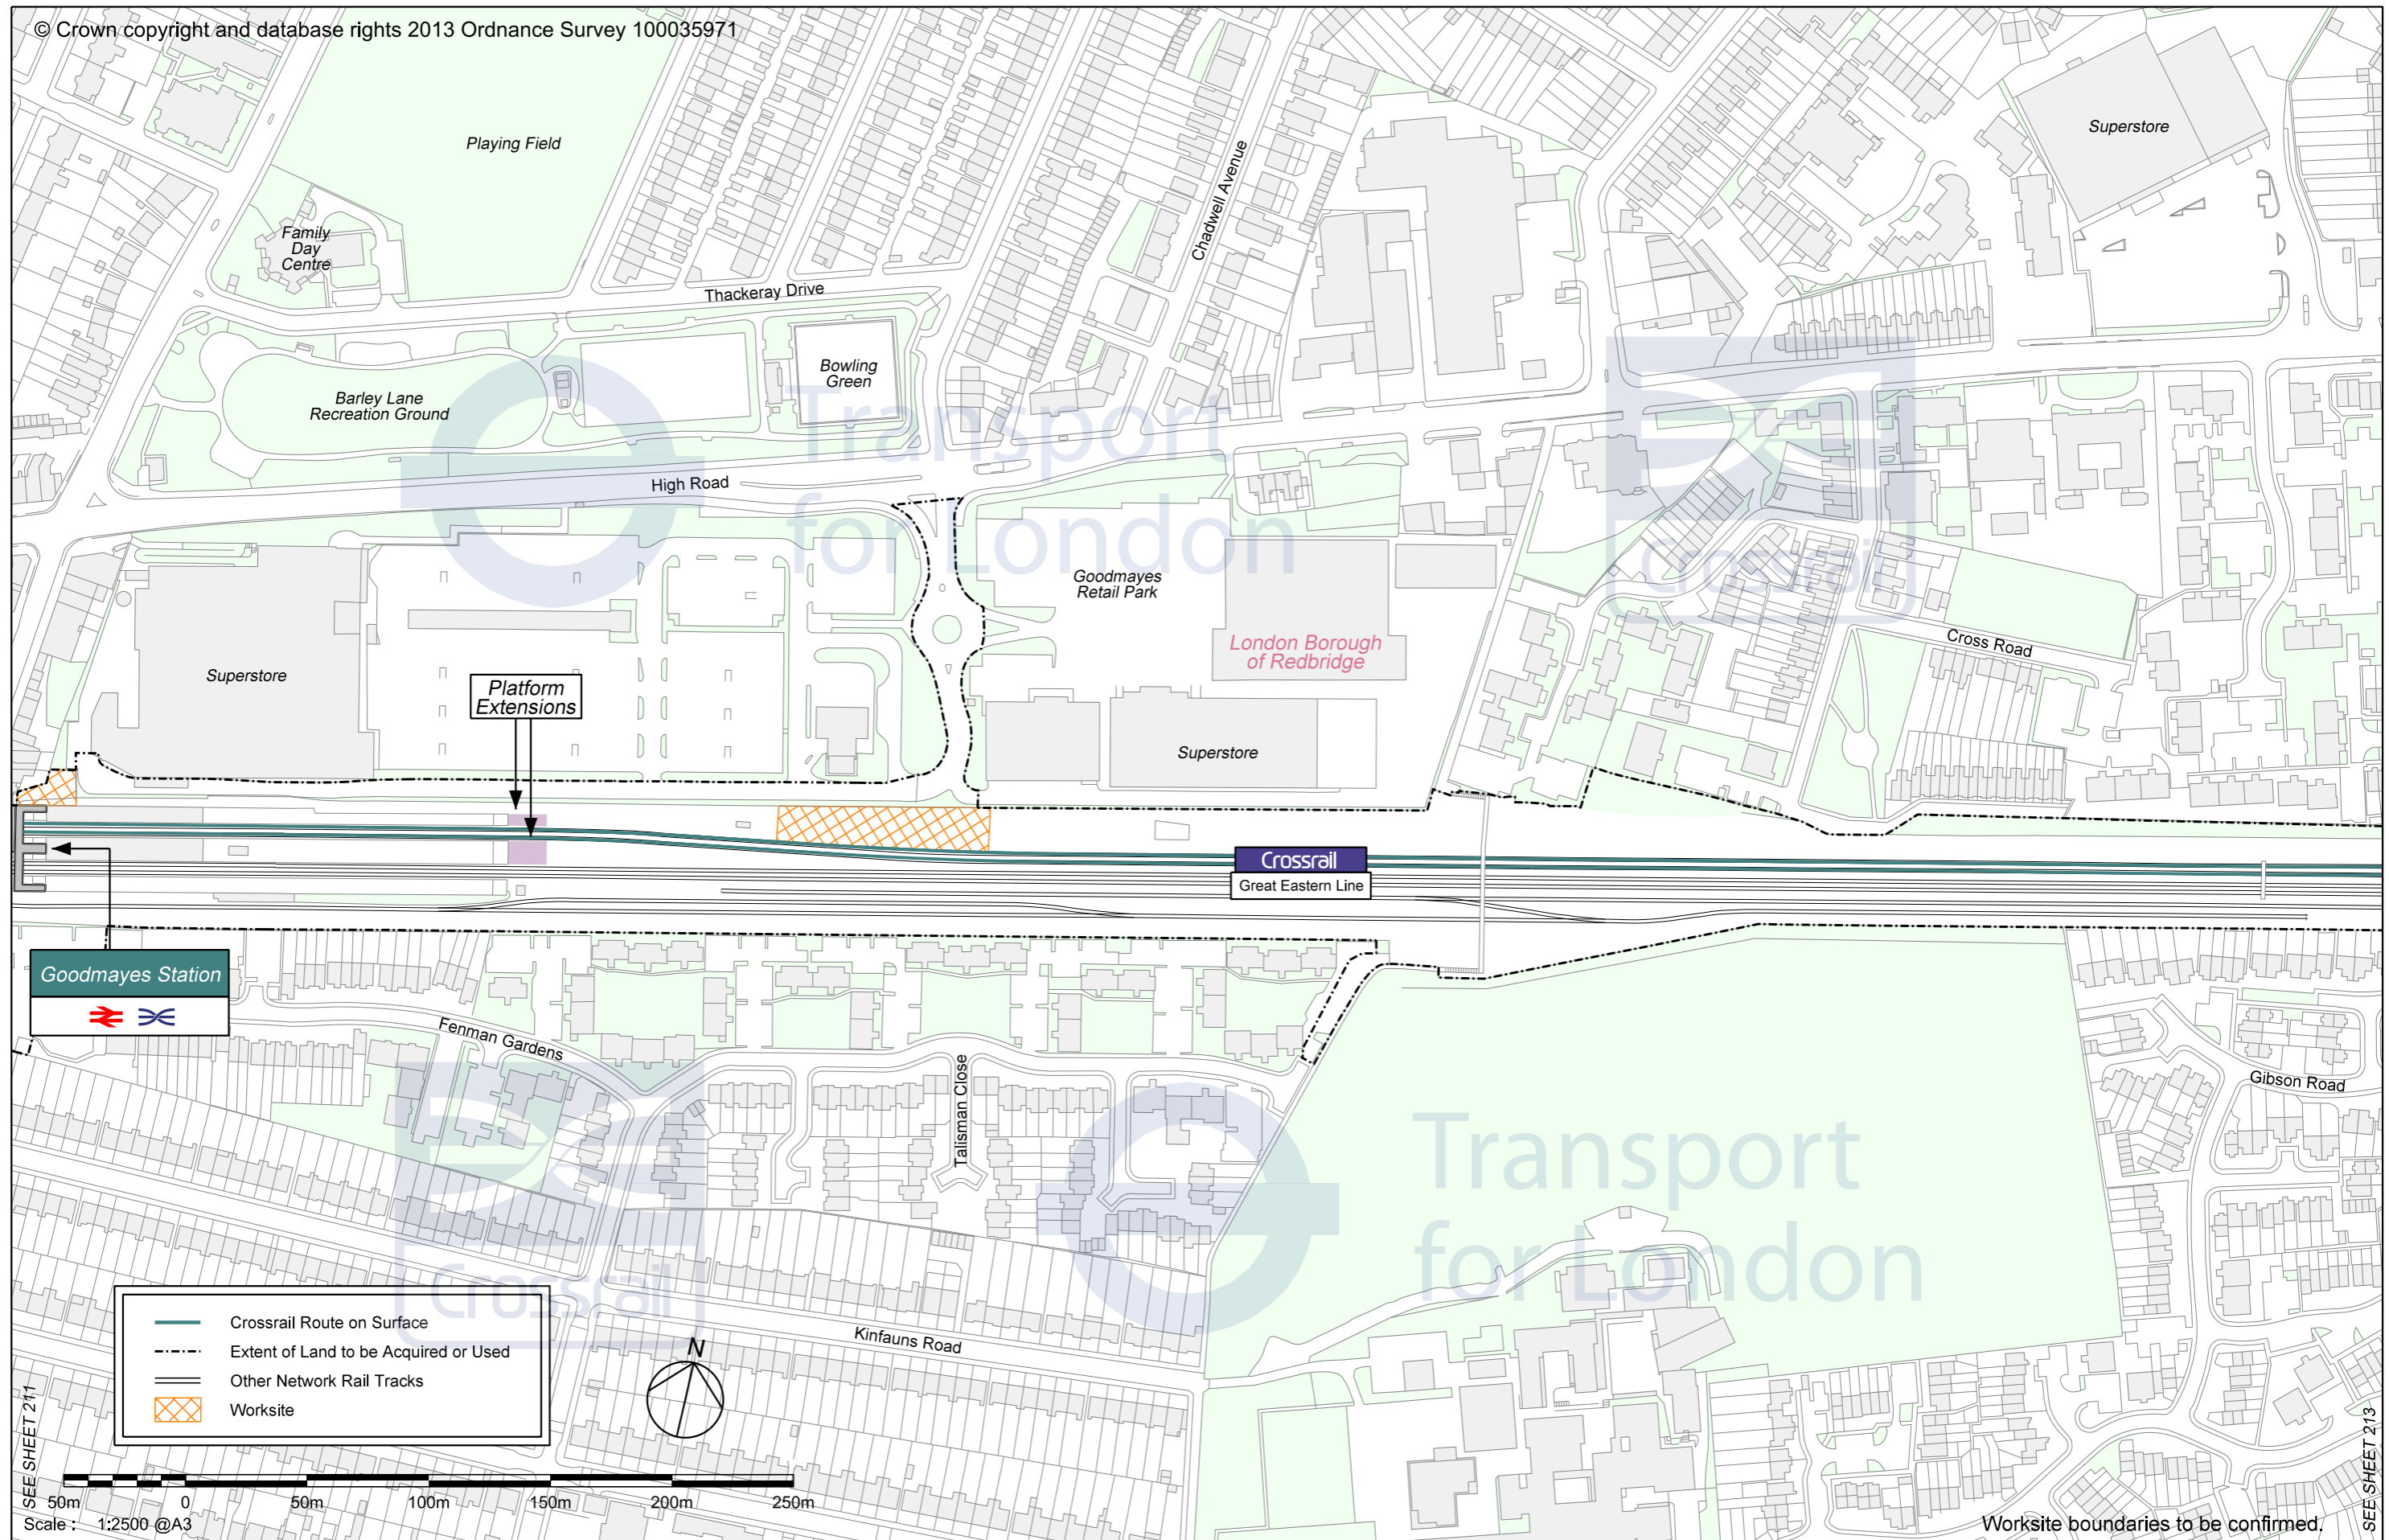 © Crown copyright and database rights 2013 Ordnance Survey 100035971
Playing Field
Superstore
Chadwell Avenue
Family
Day
Centre
Thackeray Drive
Bowling
Green
Barley Lane
Recreation Ground
Transport
for London
Crossrail
High Road
Goodmayes
Retail Park
London Borough
of Redbridge
Cross Road
Superstore
Platform
Extensions
Superstore
Crossrail
Great Eastern Line
Goodmayes Station
Fenman Gardens
Talisman Close
Gibson Road
Transport
for London
Crossrail
Kinfauns Road
N
Crossrail Route on Surface
Extent of Land to be Acquired or Used
Other Network Rail Tracks
Worksite
SEE SHEET 211
SEE SHEET 213
50m 0 50m 100m 150m 200m 250m
Scale : 1:2500 @A3
Worksite boundaries to be confirmed.